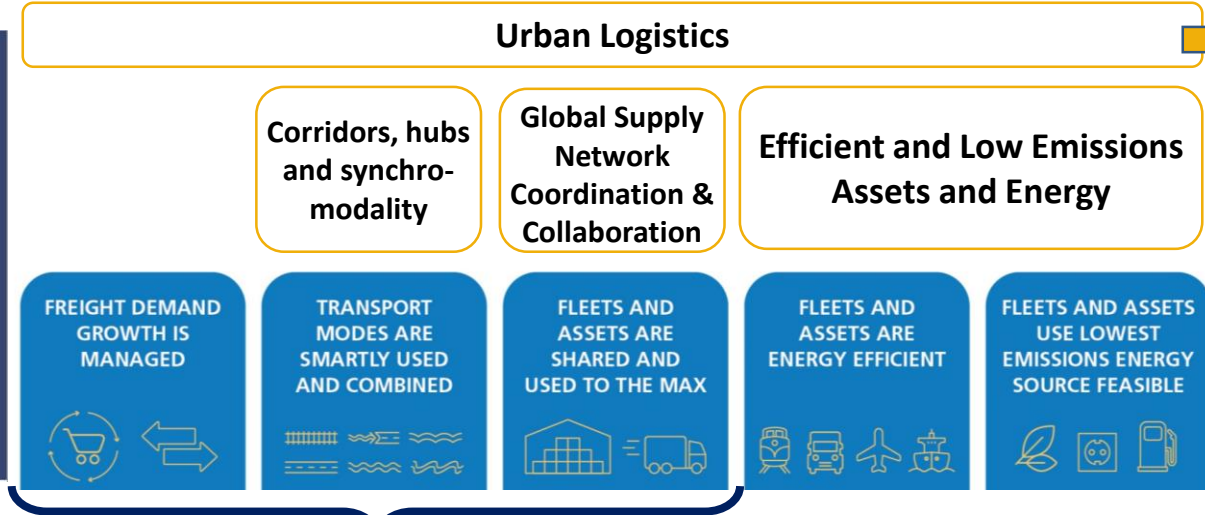 Urban Logistics
Corridors, hubs
and synchro-
modality
Global Supply
Network
Coordination &
Collaboration
Efficient and Low Emissions
Assets and Energy
FREIGHT DEMAND
GROWTH IS
MANAGED
TRANSPORT
MODES ARE
SMARTLY USED
AND COMBINED
FLEETS AND
ASSETS ARE
SHARED AND
USED TO THE MAX
FLEETS AND
ASSETS ARE
ENERGY EFFICIENT
FLEETS AND ASSETS
USE LOWEST
EMISSIONS ENERGY
SOURCE FEASIBLE